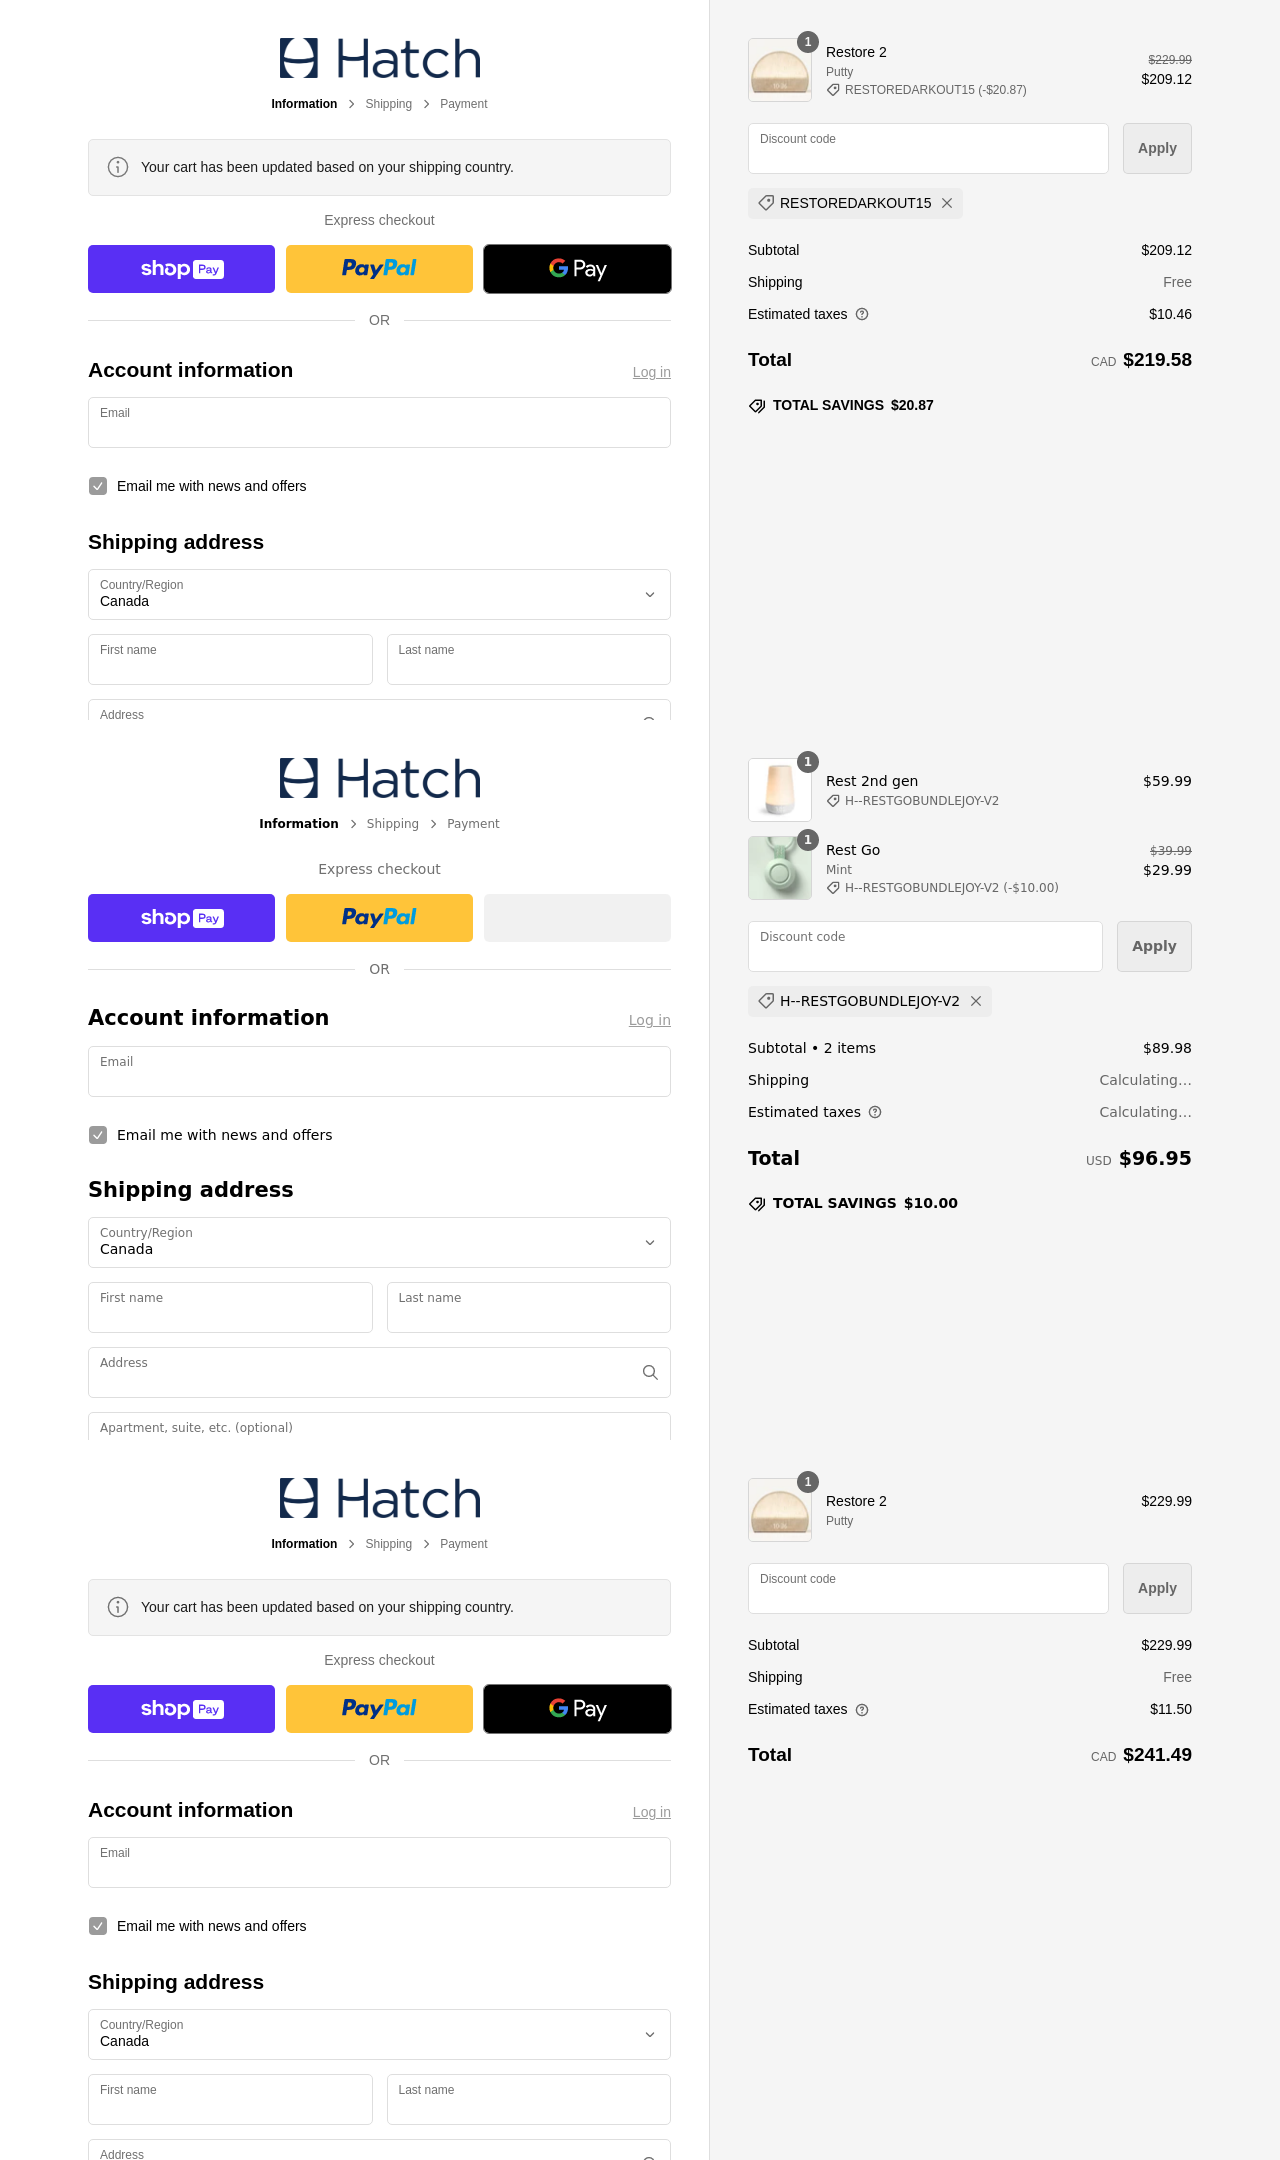 Hatch
Information > Shipping > Payment
Your cart has been updated based on your shipping country.
Express checkout
shop Pay
PayPal
G Pay
OR
Account information
Log in
Email
Email me with news and offers
Shipping address
Country/Region
Canada
First name
Last name
Address
1
Restore 2
$229.99
Putty
$209.12
RESTOREDARKOUT15 (-$20.87)
Discount code
Apply
RESTOREDARKOUT15
Subtotal
$209.12
Shipping
Free
Estimated taxes
$10.46
Total
CAD $219.58
TOTAL SAVINGS $20.87
Hatch
Information > Shipping > Payment
Express checkout
shop Pay
PayPal
OR
Account information
Log in
Email
Email me with news and offers
Shipping address
Country/Region
Canada
First name
Last name
Address
Apartment, suite, etc. (optional)
1
Rest 2nd gen
$59.99
H--RESTGOBUNDLEJOY-V2
1
Rest Go
$39.99
Mint
$29.99
H--RESTGOBUNDLEJOY-V2 (-$10.00)
Discount code
Apply
H--RESTGOBUNDLEJOY-V2
Subtotal • 2 items
$89.98
Shipping
Calculating...
Estimated taxes
Calculating...
Total
USD $96.95
TOTAL SAVINGS $10.00
Hatch
Information > Shipping > Payment
Your cart has been updated based on your shipping country.
Express checkout
shop Pay
PayPal
G Pay
OR
Account information
Log in
Email
Email me with news and offers
Shipping address
Country/Region
Canada
First name
Last name
Address
1
Restore 2
$229.99
Putty
Discount code
Apply
Subtotal
$229.99
Shipping
Free
Estimated taxes
$11.50
Total
CAD $241.49